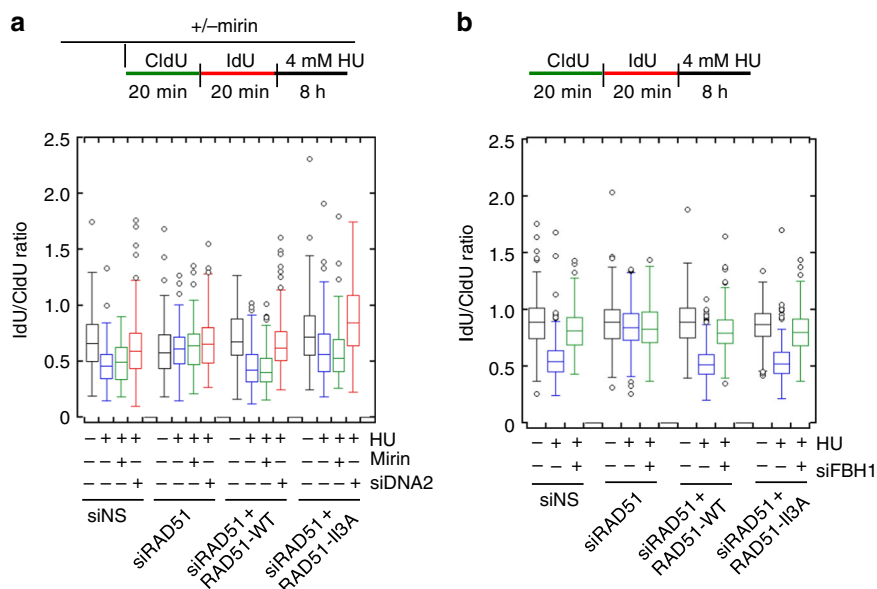 a
+/–mirin
CldU IdU 4 mM HU
20 min 20 min 8 h
IdU/CldU ratio
2.5
2.0
1.5
1.0
0.5
0
– + + + HU
– – + – Mirin
– – – + siDNA2
– + + +
– – + –
– – – +
– + + +
– – + –
– – – +
– + + +
– – + –
– – – +
siNS
siRAD51
siRAD51+
RAD51-WT
siRAD51+
RAD51-II3A
b
CldU IdU 4 mM HU
20 min 20 min 8 h
IdU/CldU ratio
2.5
2.0
1.5
1.0
0.5
0
– + + – + + – + + – + + HU
– – + – – + – – + – – + siFBH1
siNS
siRAD51
siRAD51+
RAD51-WT
siRAD51+
RAD51-II3A